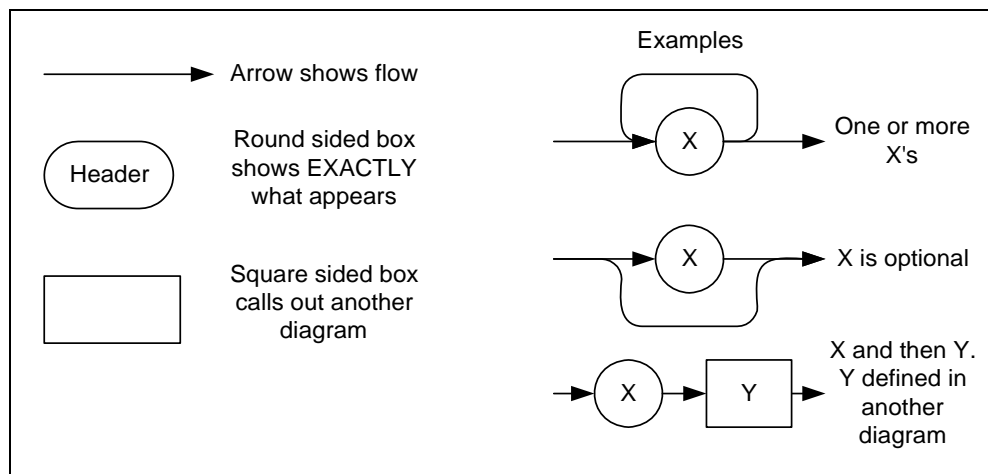 Examples
Arrow shows flow
Header
Round sided box
shows EXACTLY
what appears
X
One or more
X's
Square sided box
calls out another
diagram
X
X is optional
X
Y
X and then Y.
Y defined in
another
diagram